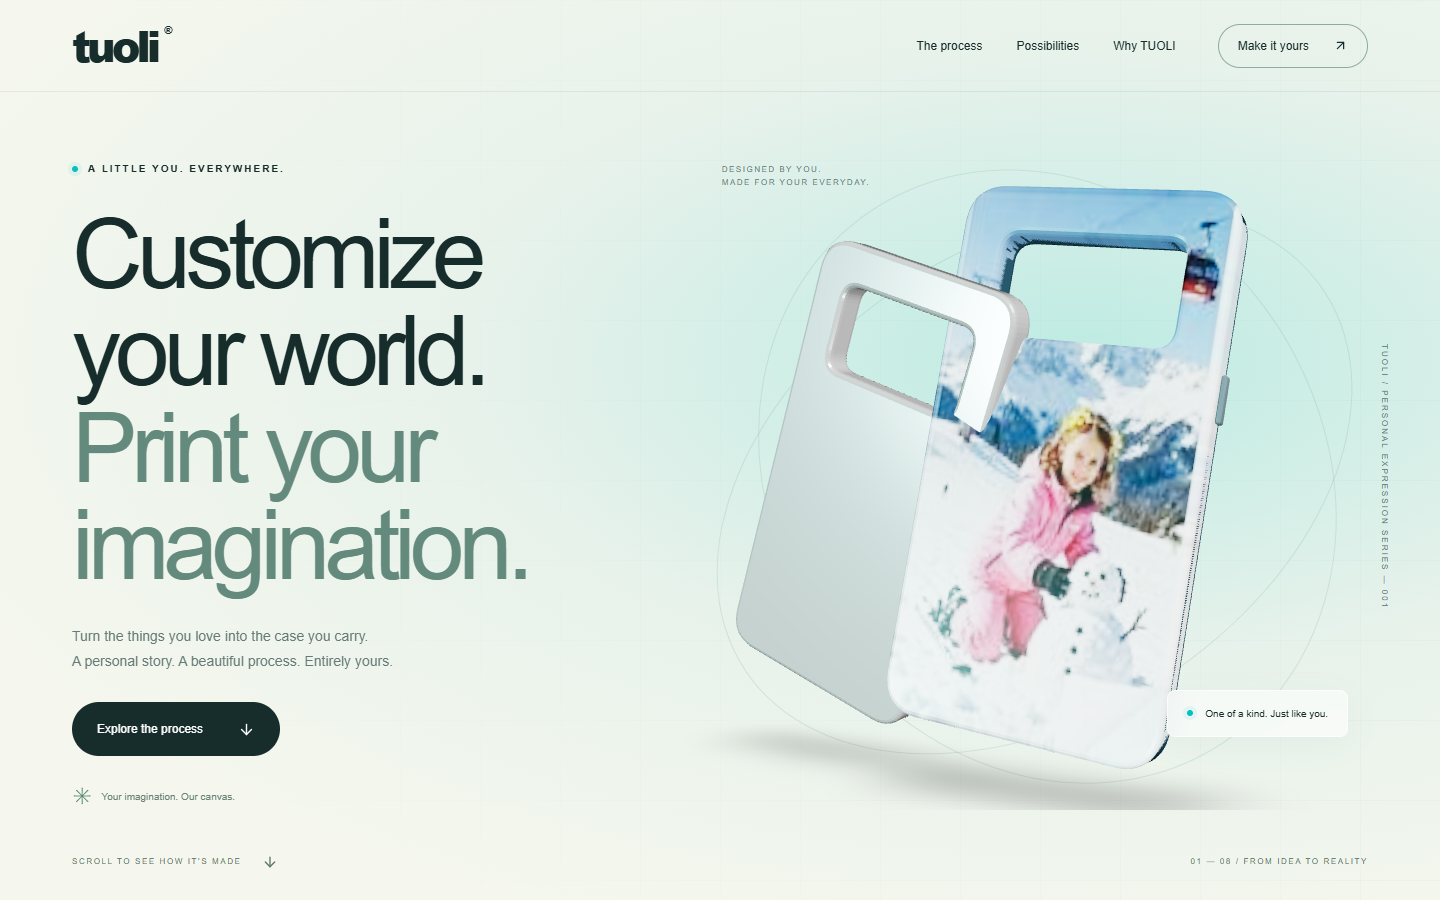 tuoli®
The process
Possibilities
Why TUOLI
Make it yours
A LITTLE YOU. EVERYWHERE.
Customize
your world.
Print your
imagination.
Turn the things you love into the case you carry.
A personal story. A beautiful process. Entirely yours.
Explore the process
Your imagination. Our canvas.
SCROLL TO SEE HOW IT'S MADE
DESIGNED BY YOU.
MADE FOR YOUR EVERYDAY.
TUOLI / PERSONAL EXPRESSION SERIES — 001
One of a kind. Just like you.
01 — 08 / FROM IDEA TO REALITY